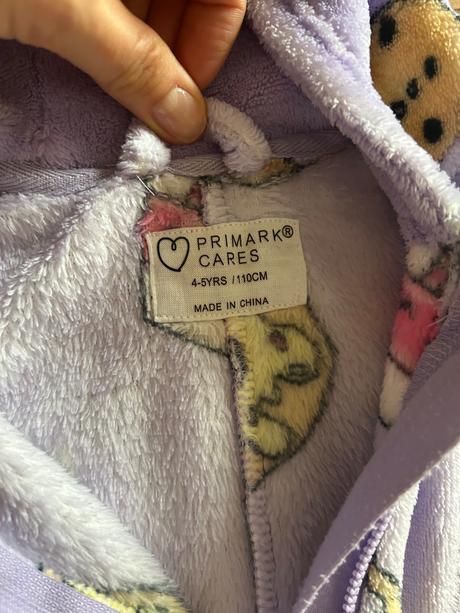 PRIMARK®
CARES
4-5YRS /110CM
MADE IN CHINA